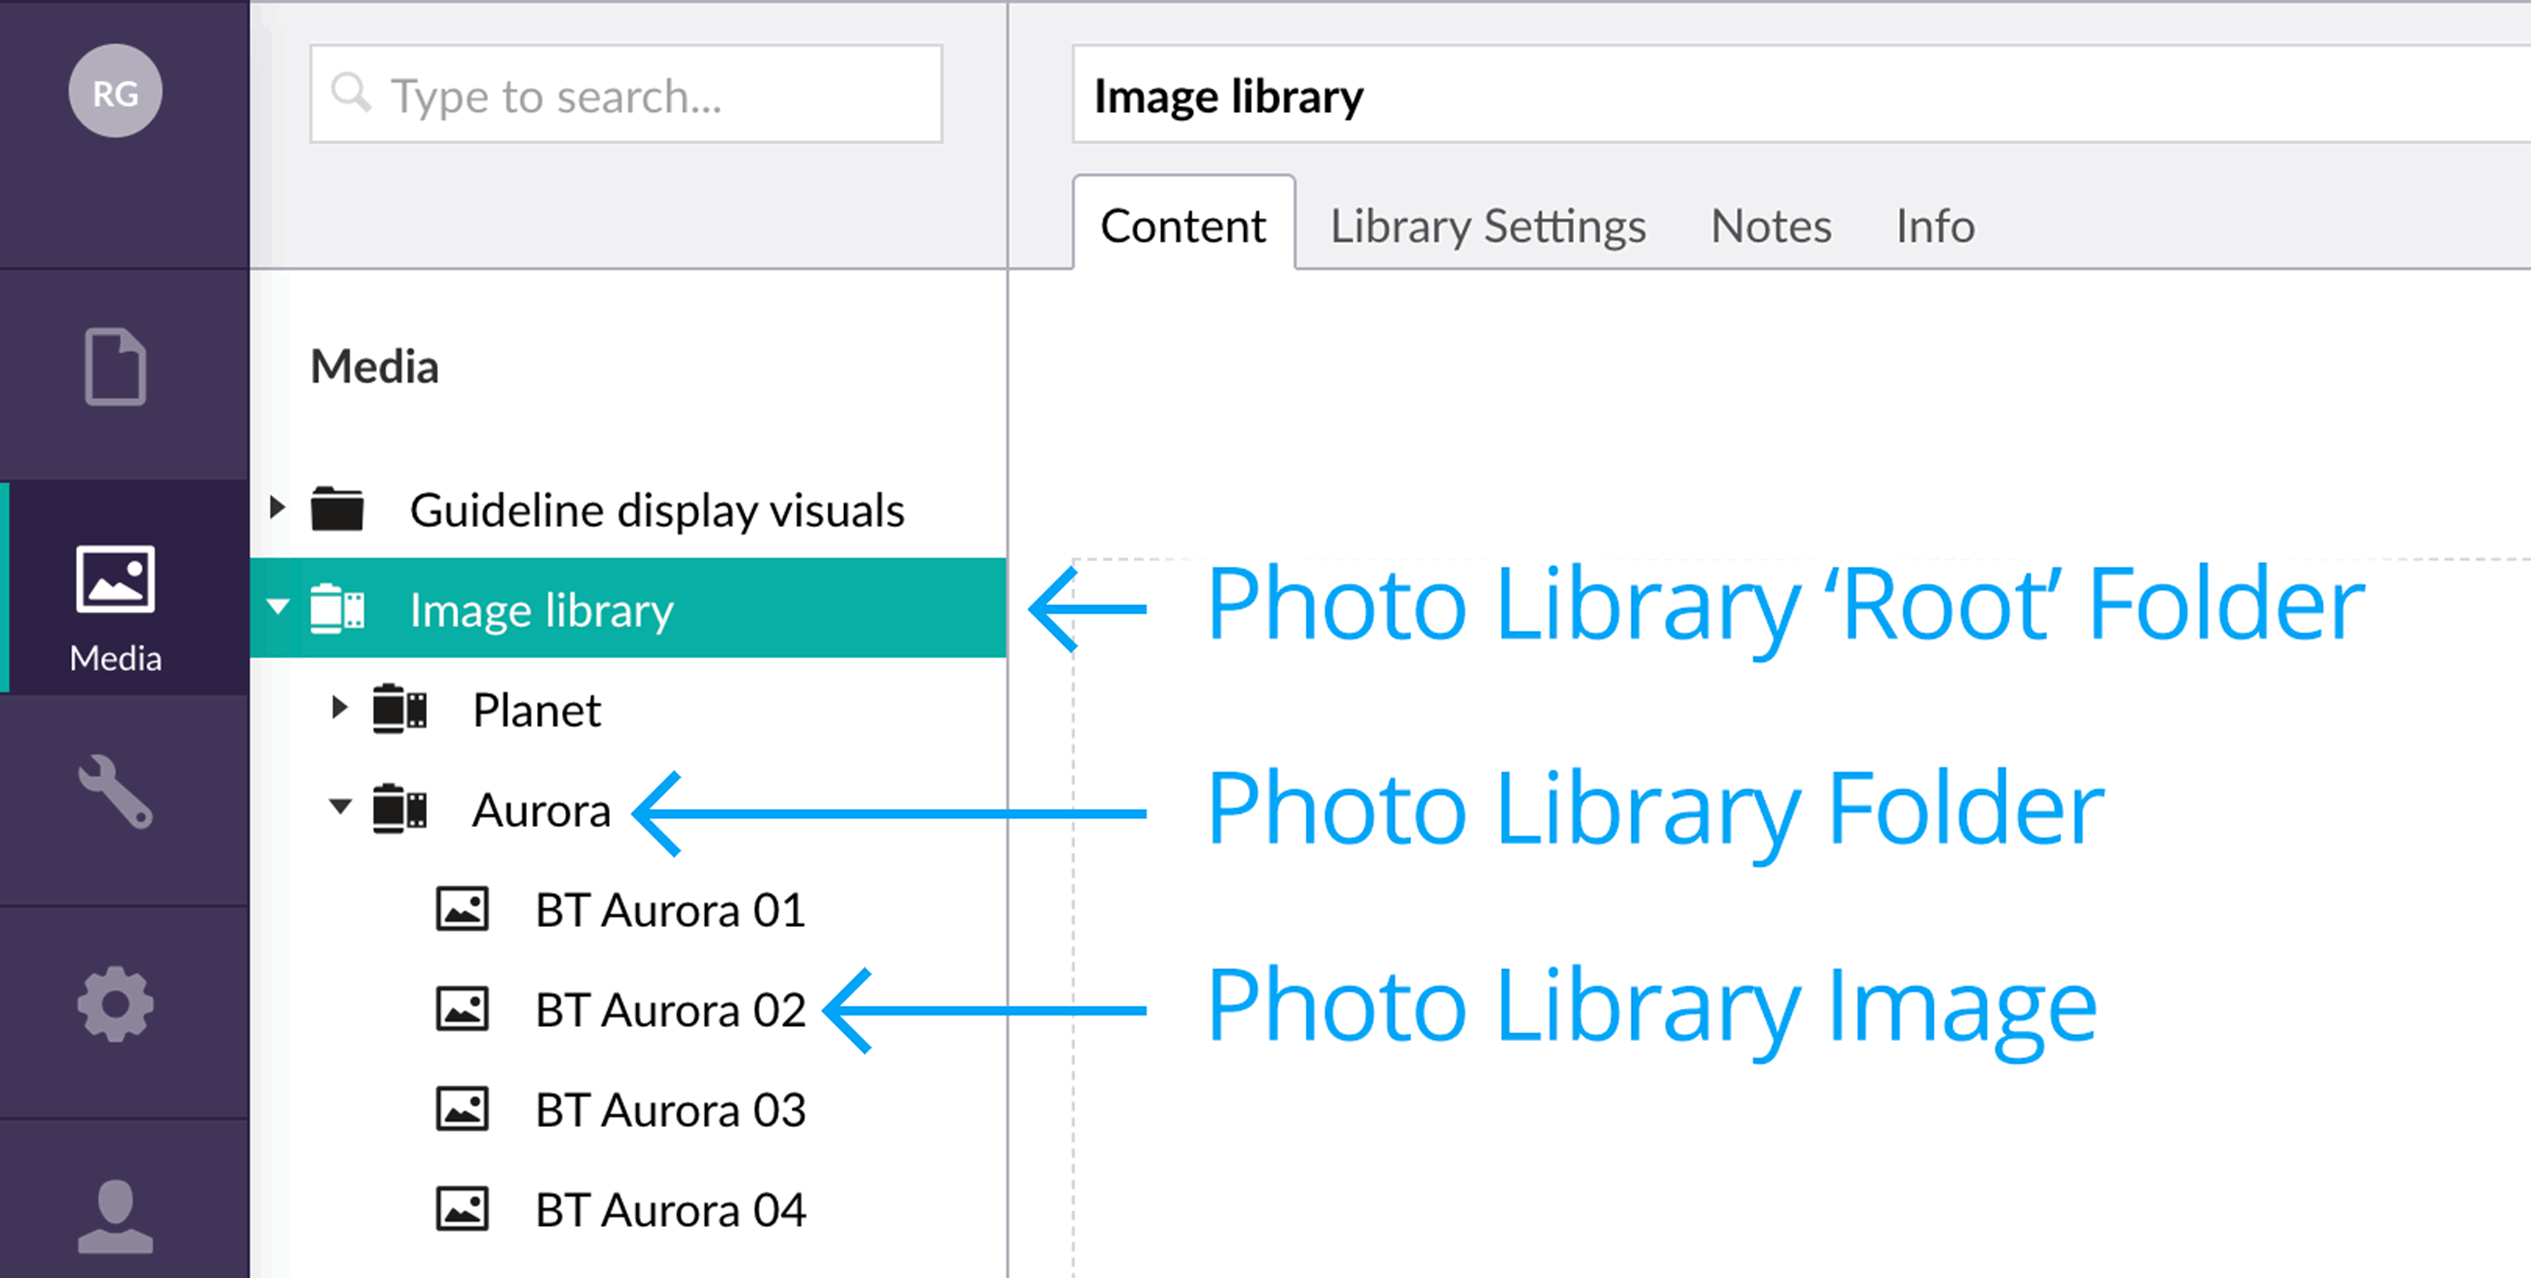 RG
Type to search...
Image library
Content
Library Settings
Notes
Info
Media
Media
Guideline display visuals
Image library
Photo Library ‘Root’ Folder
Planet
Aurora
Photo Library Folder
BT Aurora 01
BT Aurora 02
Photo Library Image
BT Aurora 03
BT Aurora 04